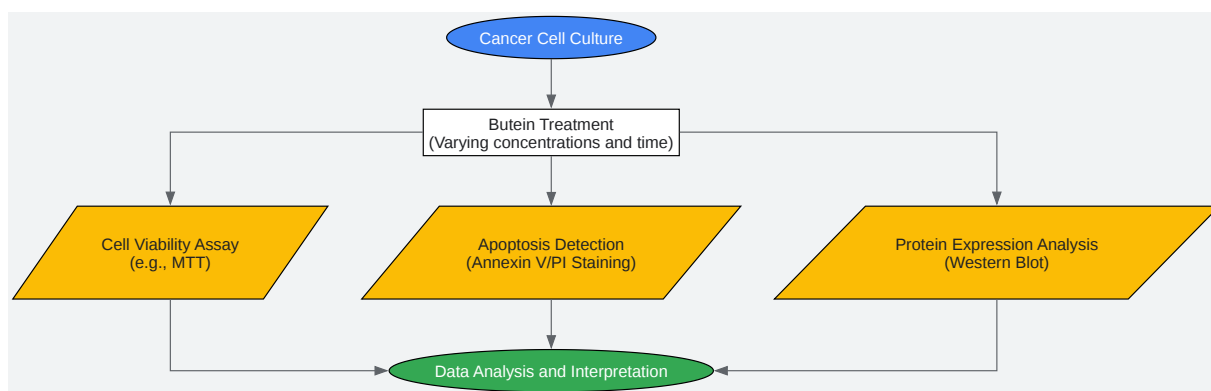 Cancer Cell Culture
Butein Treatment
(Varying concentrations and time)
Cell Viability Assay
(e.g., MTT)
Apoptosis Detection
(Annexin V/PI Staining)
Protein Expression Analysis
(Western Blot)
Data Analysis and Interpretation